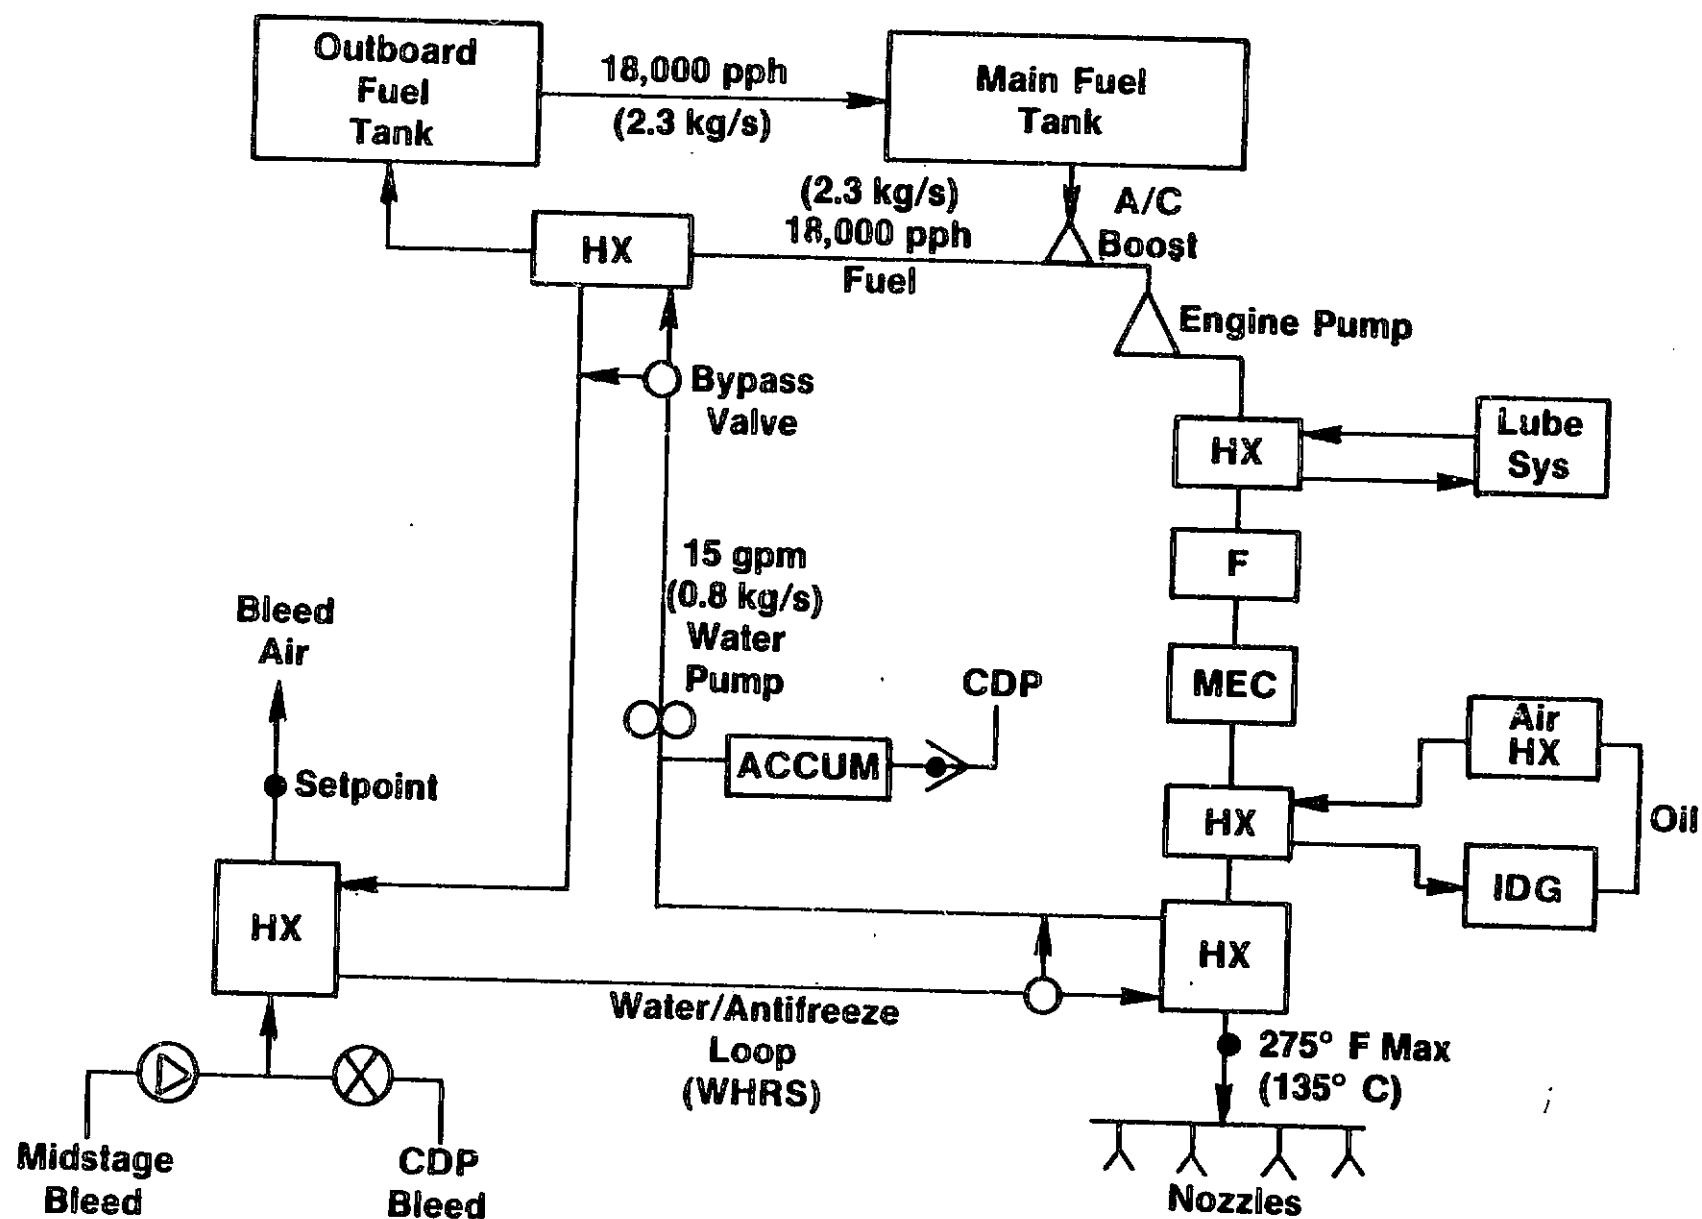 Outboard
Fuel
Tank
18,000 pph
(2.3 kg/s)
Main Fuel
Tank
(2.3 kg/s)
18,000 pph
Fuel
A/C
Boost
HX
Engine Pump
Bypass
Valve
HX
Lube
Sys
F
15 gpm
(0.8 kg/s)
Water
Pump
Bleed
Air
MEC
CDP
ACCUM
Air
HX
Setpoint
HX
Oil
IDG
HX
HX
Water/Antifreeze
Loop
(WHRS)
275° F Max
(135° C)
Midstage
Bleed
CDP
Bleed
Nozzles